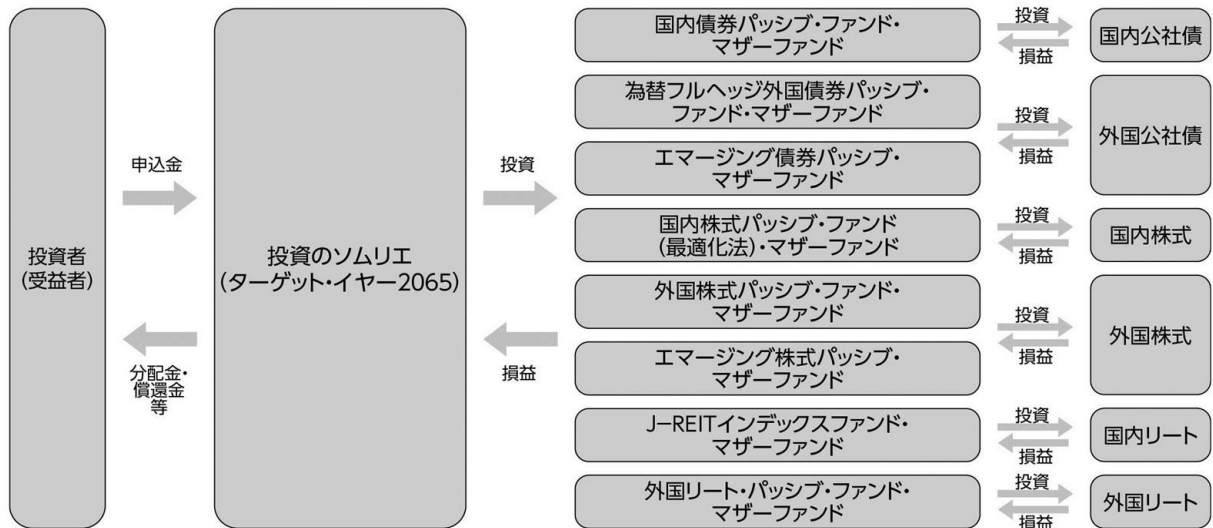 投資者
(受益者)
申込金
分配金・
償還金
等
投資のソムリエ
(ターゲット・イヤー2065)
投資
損益
国内債券パッシブ・ファンド・
マザーファンド
投資
損益
国内公社債
為替フルヘッジ外国債券パッシブ・
ファンド・マザーファンド
エマージング債券パッシブ・
マザーファンド
投資
損益
外国公社債
国内株式パッシブ・ファンド
(最適化法)・マザーファンド
投資
損益
国内株式
外国株式パッシブ・ファンド・
マザーファンド
エマージング株式パッシブ・
マザーファンド
投資
損益
外国株式
J-REITインデックスファンド・
マザーファンド
投資
損益
国内リート
外国リート・パッシブ・ファンド・
マザーファンド
投資
損益
外国リート